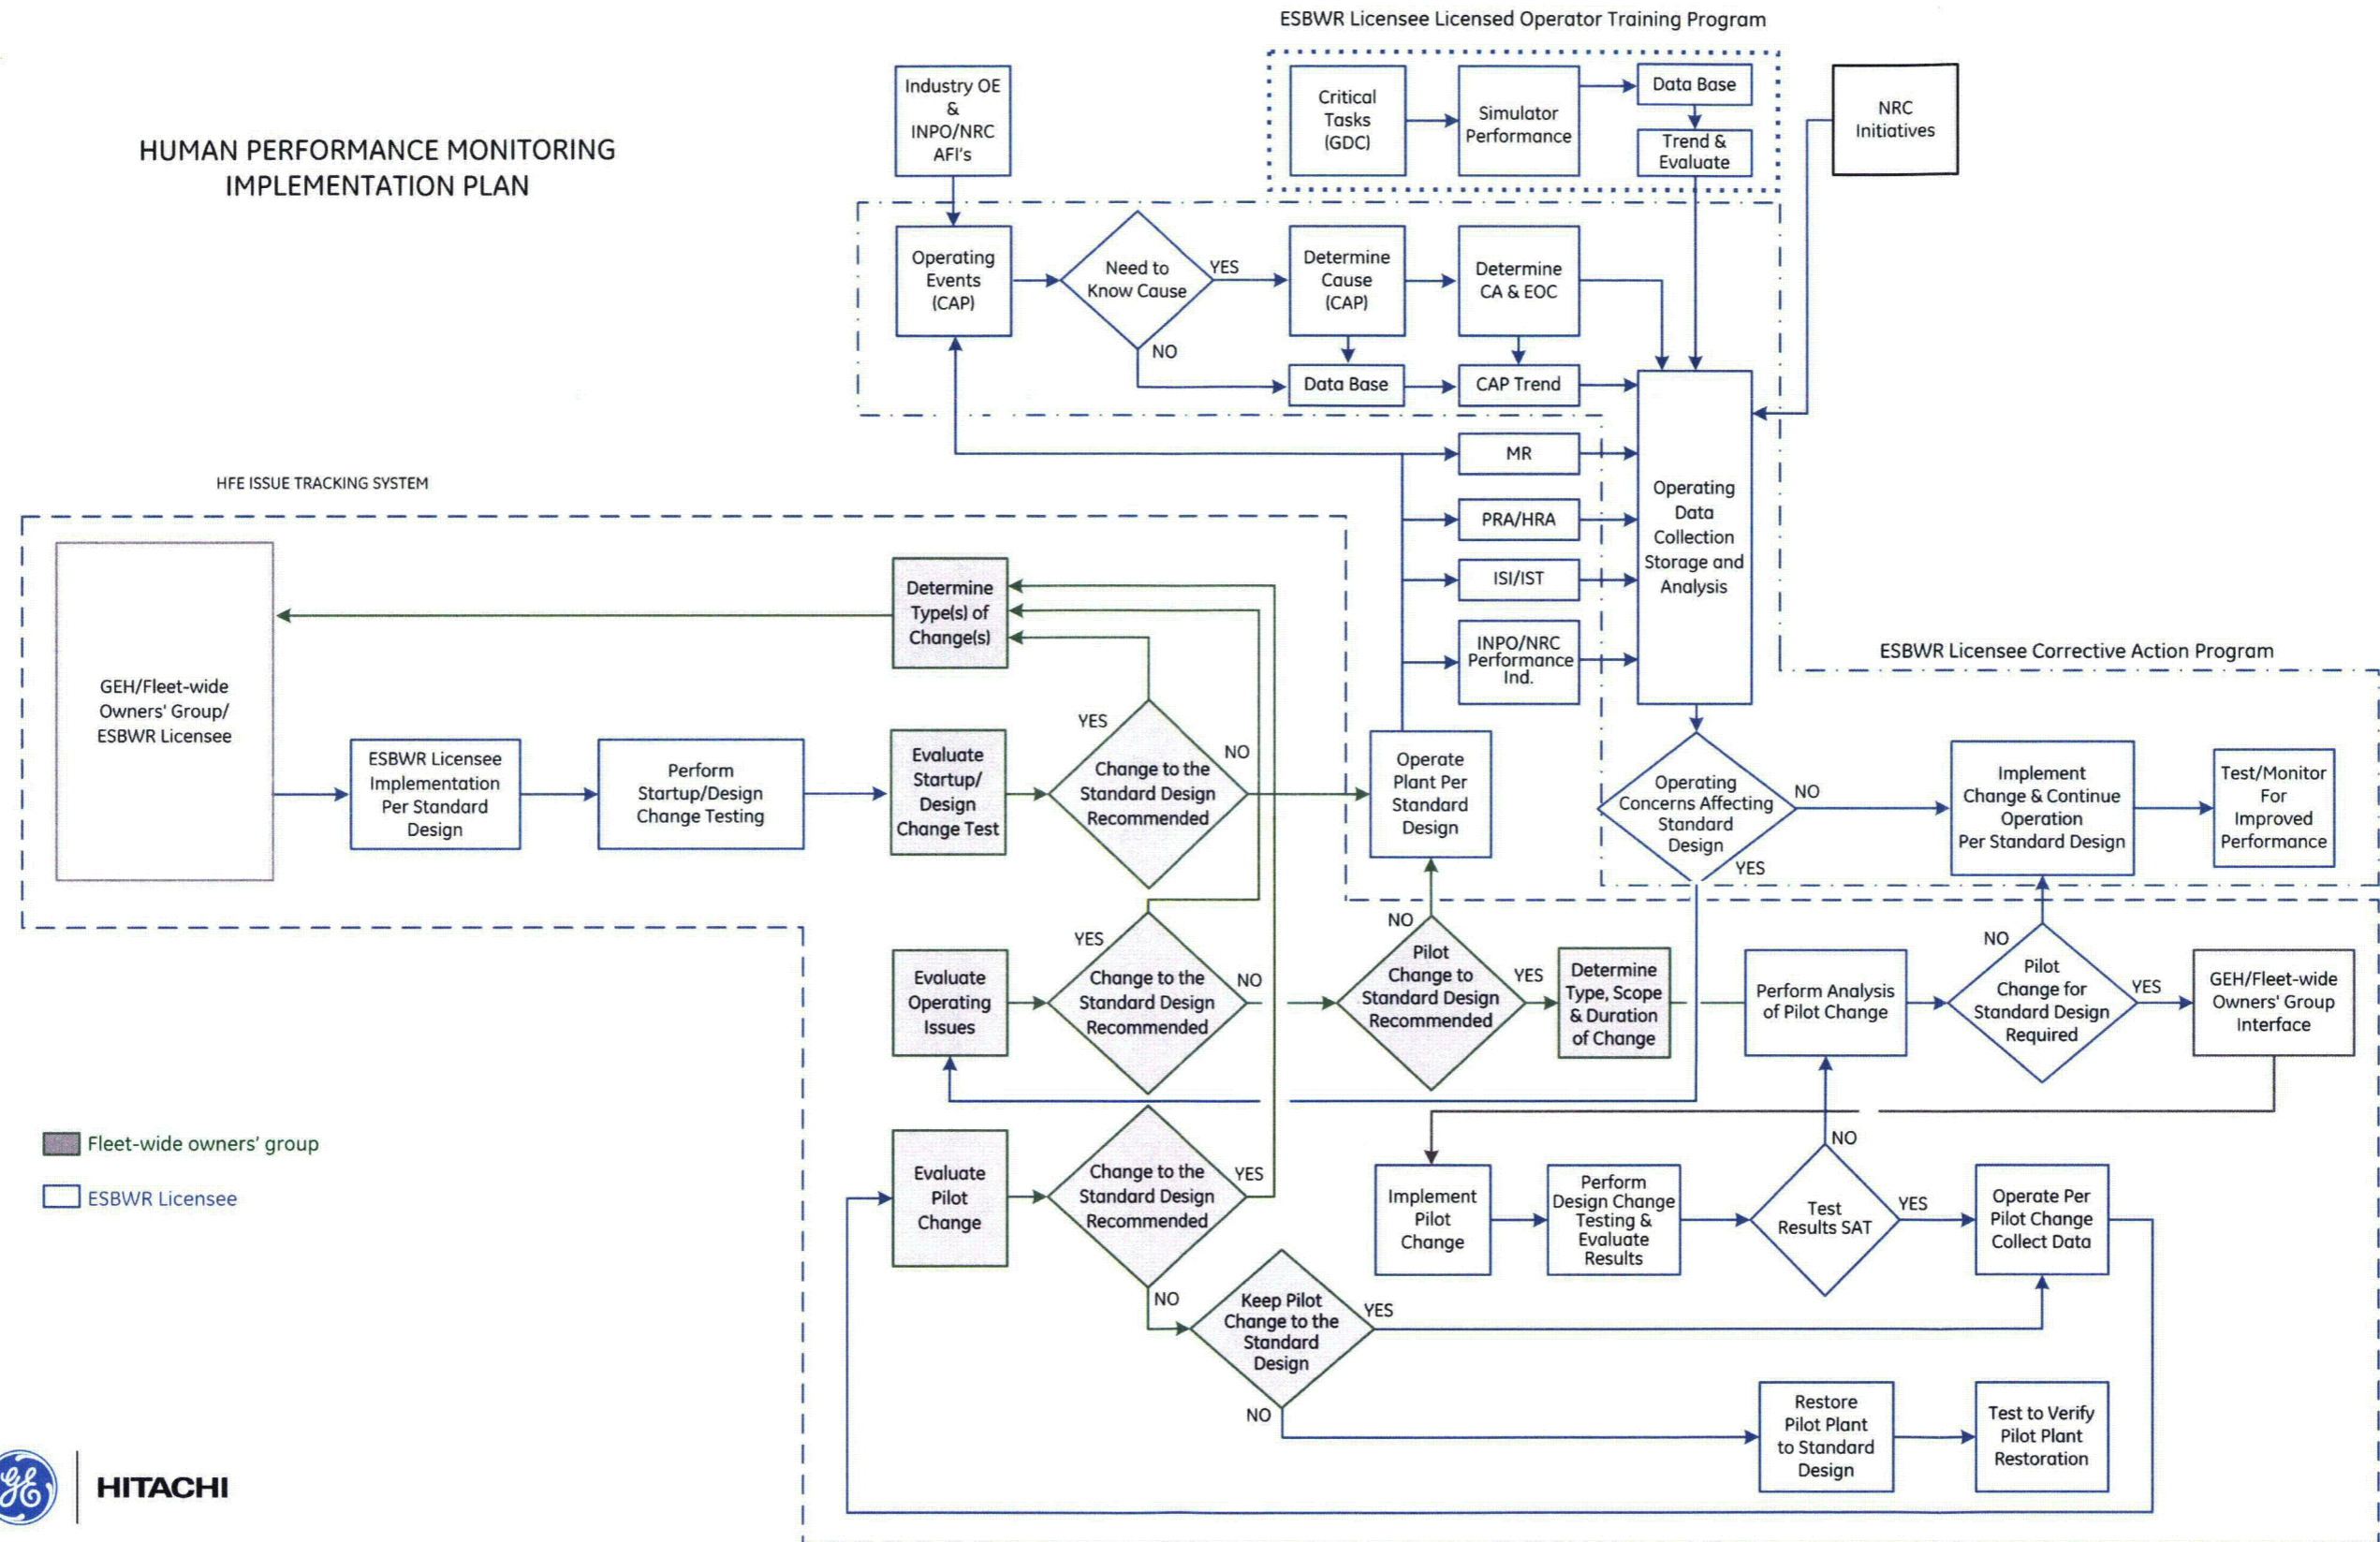 ESBWR Licensee Licensed Operator Training Program
HUMAN PERFORMANCE MONITORING
IMPLEMENTATION PLAN
Industry OE
&
INPO/NRC
AFI's
Critical
Tasks
(GDC)
Simulator
Performance
Data Base
Trend &
Evaluate
NRC
Initiatives
Operating
Events
(CAP)
Need to
Know Cause
YES
NO
Determine
Cause
(CAP)
Determine
CA & EOC
Data Base
CAP Trend
MR
PRA/HRA
ISI/IST
INPO/NRC
Performance
Ind.
Operating
Data
Collection
Storage and
Analysis
HFE ISSUE TRACKING SYSTEM
ESBWR Licensee Corrective Action Program
GEH/Fleet-wide
Owners' Group/
ESBWR Licensee
Determine
Type(s) of
Change(s)
ESBWR Licensee
Implementation
Per Standard
Design
Perform
Startup/Design
Change Testing
Evaluate
Startup/
Design
Change Test
YES
NO
Change to the
Standard Design
Recommended
Operate
Plant Per
Standard
Design
Operating
Concerns Affecting
Standard
Design
NO
YES
Implement
Change & Continue
Operation
Per Standard Design
Test/Monitor
For
Improved
Performance
Evaluate
Operating
Issues
YES
Change to the
Standard Design
Recommended
NO
NO
Pilot
Change to
Standard Design
Recommended
YES
Determine
Type, Scope
& Duration
of Change
Perform Analysis
of Pilot Change
NO
Pilot
Change for
Standard Design
Required
YES
GEH/Fleet-wide
Owners' Group
Interface
Fleet-wide owners' group
ESBWR Licensee
Evaluate
Pilot
Change
Change to the
Standard Design
Recommended
YES
NO
Implement
Pilot
Change
Perform
Design Change
Testing &
Evaluate
Results
NO
Test
Results SAT
YES
Operate Per
Pilot Change
Collect Data
Keep Pilot
Change to the
Standard
Design
YES
NO
Restore
Pilot Plant
to Standard
Design
Test to Verify
Pilot Plant
Restoration
GE
HITACHI